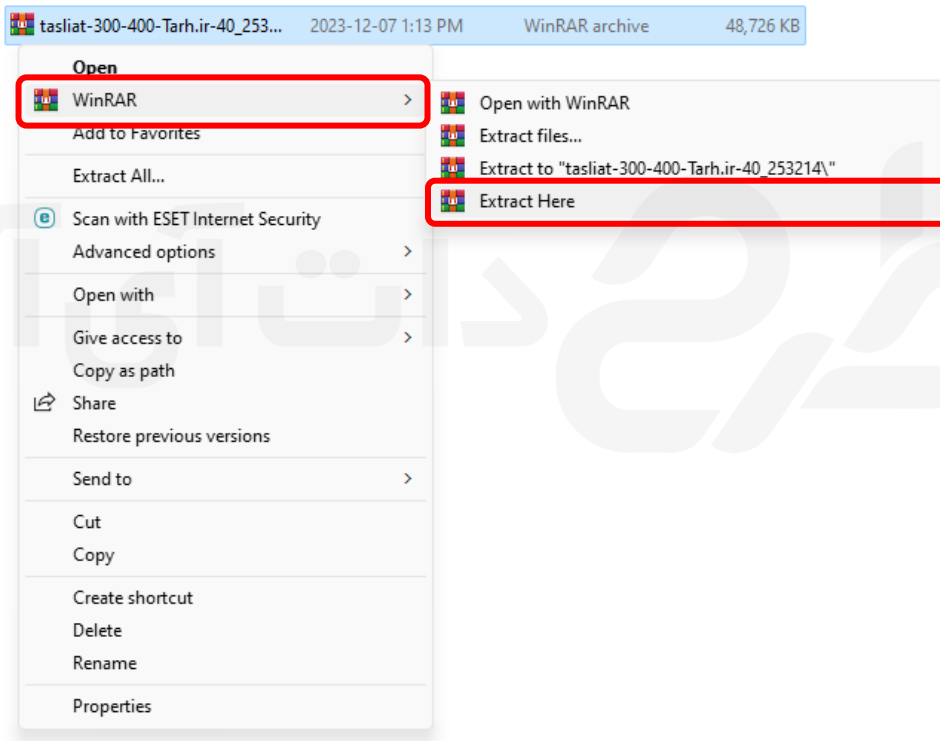 tasliat-300-400-Tarh.ir-40_253... 2023-12-07 1:13 PM WinRAR archive 48,726 KB
Open
WinRAR
Add to Favorites
Extract All...
Scan with ESET Internet Security
Advanced options
Open with
Give access to
Copy as path
Share
Restore previous versions
Send to
Cut
Copy
Create shortcut
Delete
Rename
Properties
Open with WinRAR
Extract files...
Extract to "tasliat-300-400-Tarh.ir-40_253214\"
Extract Here
طرح دات آی آ